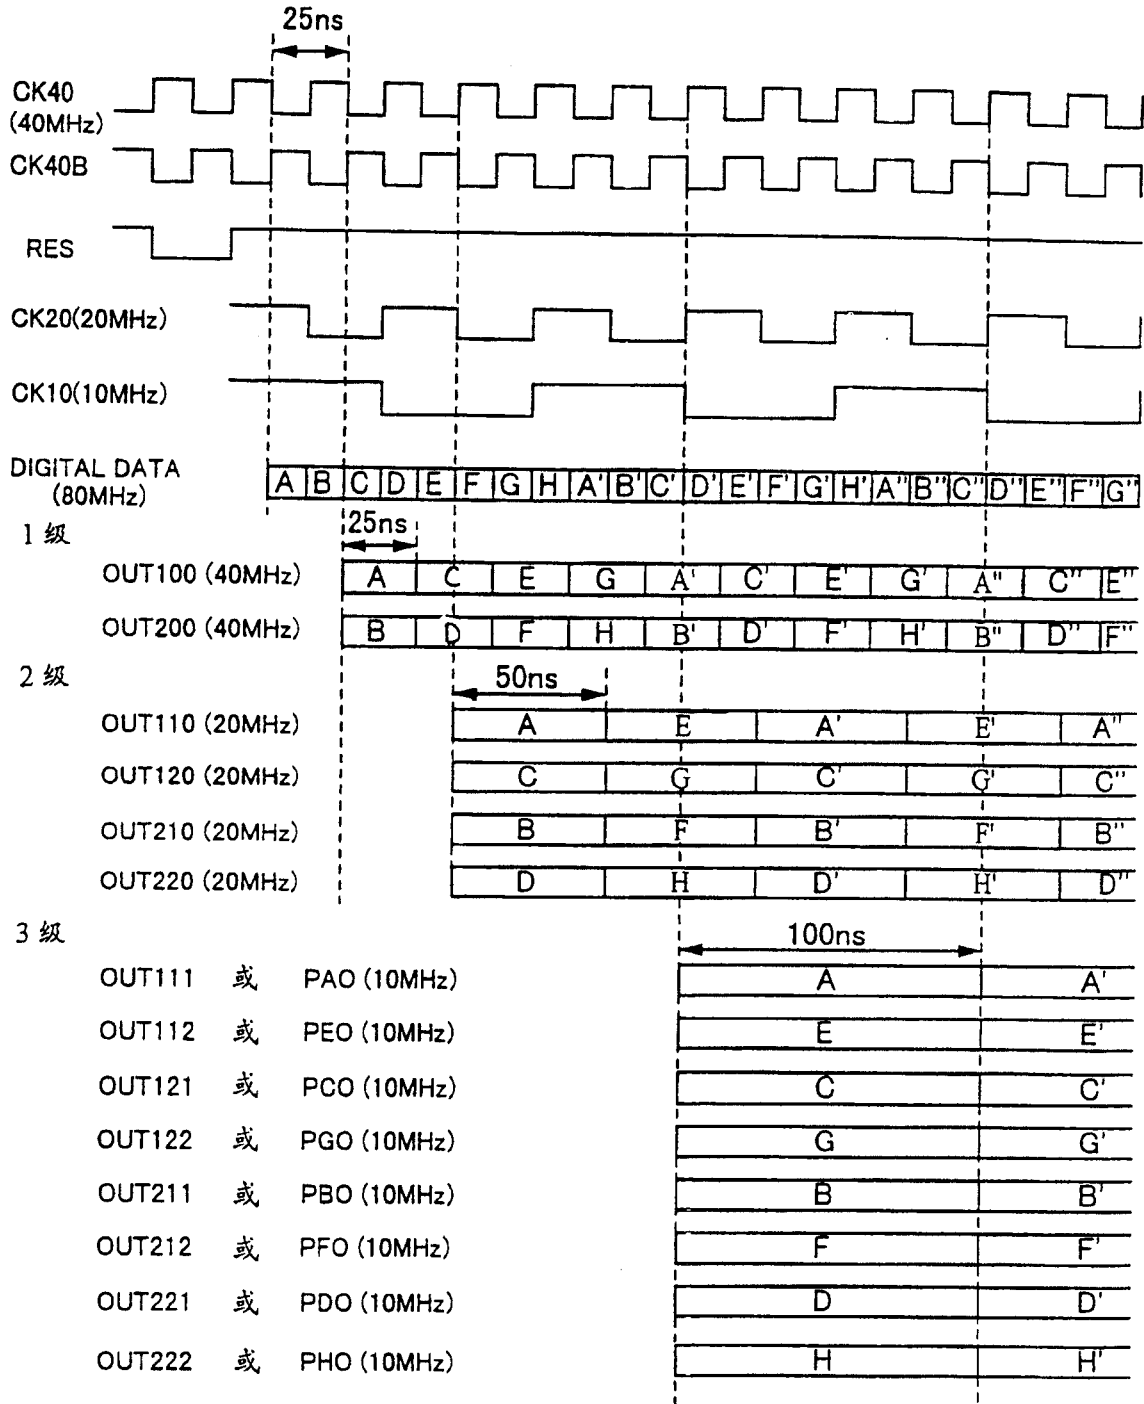 25ns
CK40
(40MHz)
CK40B
RES
CK20(20MHz)
CK10(10MHz)
DIGITAL DATA
(80MHz)
A B C D E F G H A' B' C' D' E' F' G' H' A" B" C" D" E" F" G"
1 级
25ns
OUT100 (40MHz) A C E G A' C' E' G' A" C" E"
OUT200 (40MHz) B D F H B' D' F' H' B" D" F"
2 级
50ns
OUT110 (20MHz) A E A' E' A"
OUT120 (20MHz) C G C' G' C"
OUT210 (20MHz) B F B' F' B"
OUT220 (20MHz) D H D' H' D"
3 级
100ns
OUT111 或 PAO (10MHz) A A'
OUT112 或 PEO (10MHz) E E'
OUT121 或 PCO (10MHz) C C'
OUT122 或 PGO (10MHz) G G'
OUT211 或 PBO (10MHz) B B'
OUT212 或 PFO (10MHz) F F'
OUT221 或 PDO (10MHz) D D'
OUT222 或 PHO (10MHz) H H'